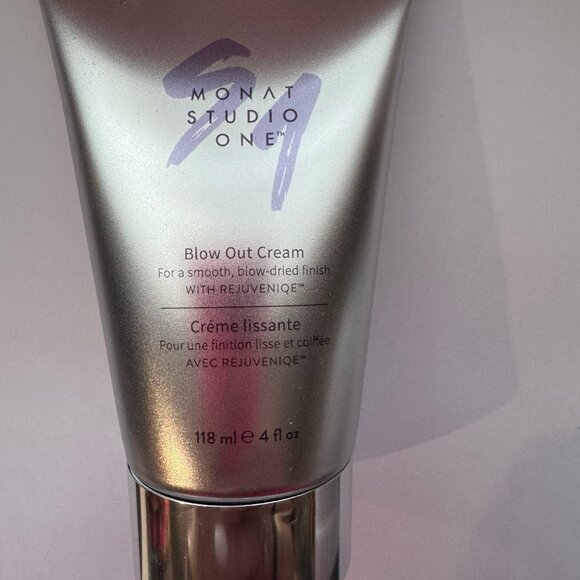 MONAT
STUDIO
ONE™
Blow Out Cream
For a smooth, blow-dried finish
WITH REJUVENIQE™
Créme lissante
Pour une finition lisse et coiffée
AVEC REJUVENIQE™
118 ml ℮ 4 fl oz